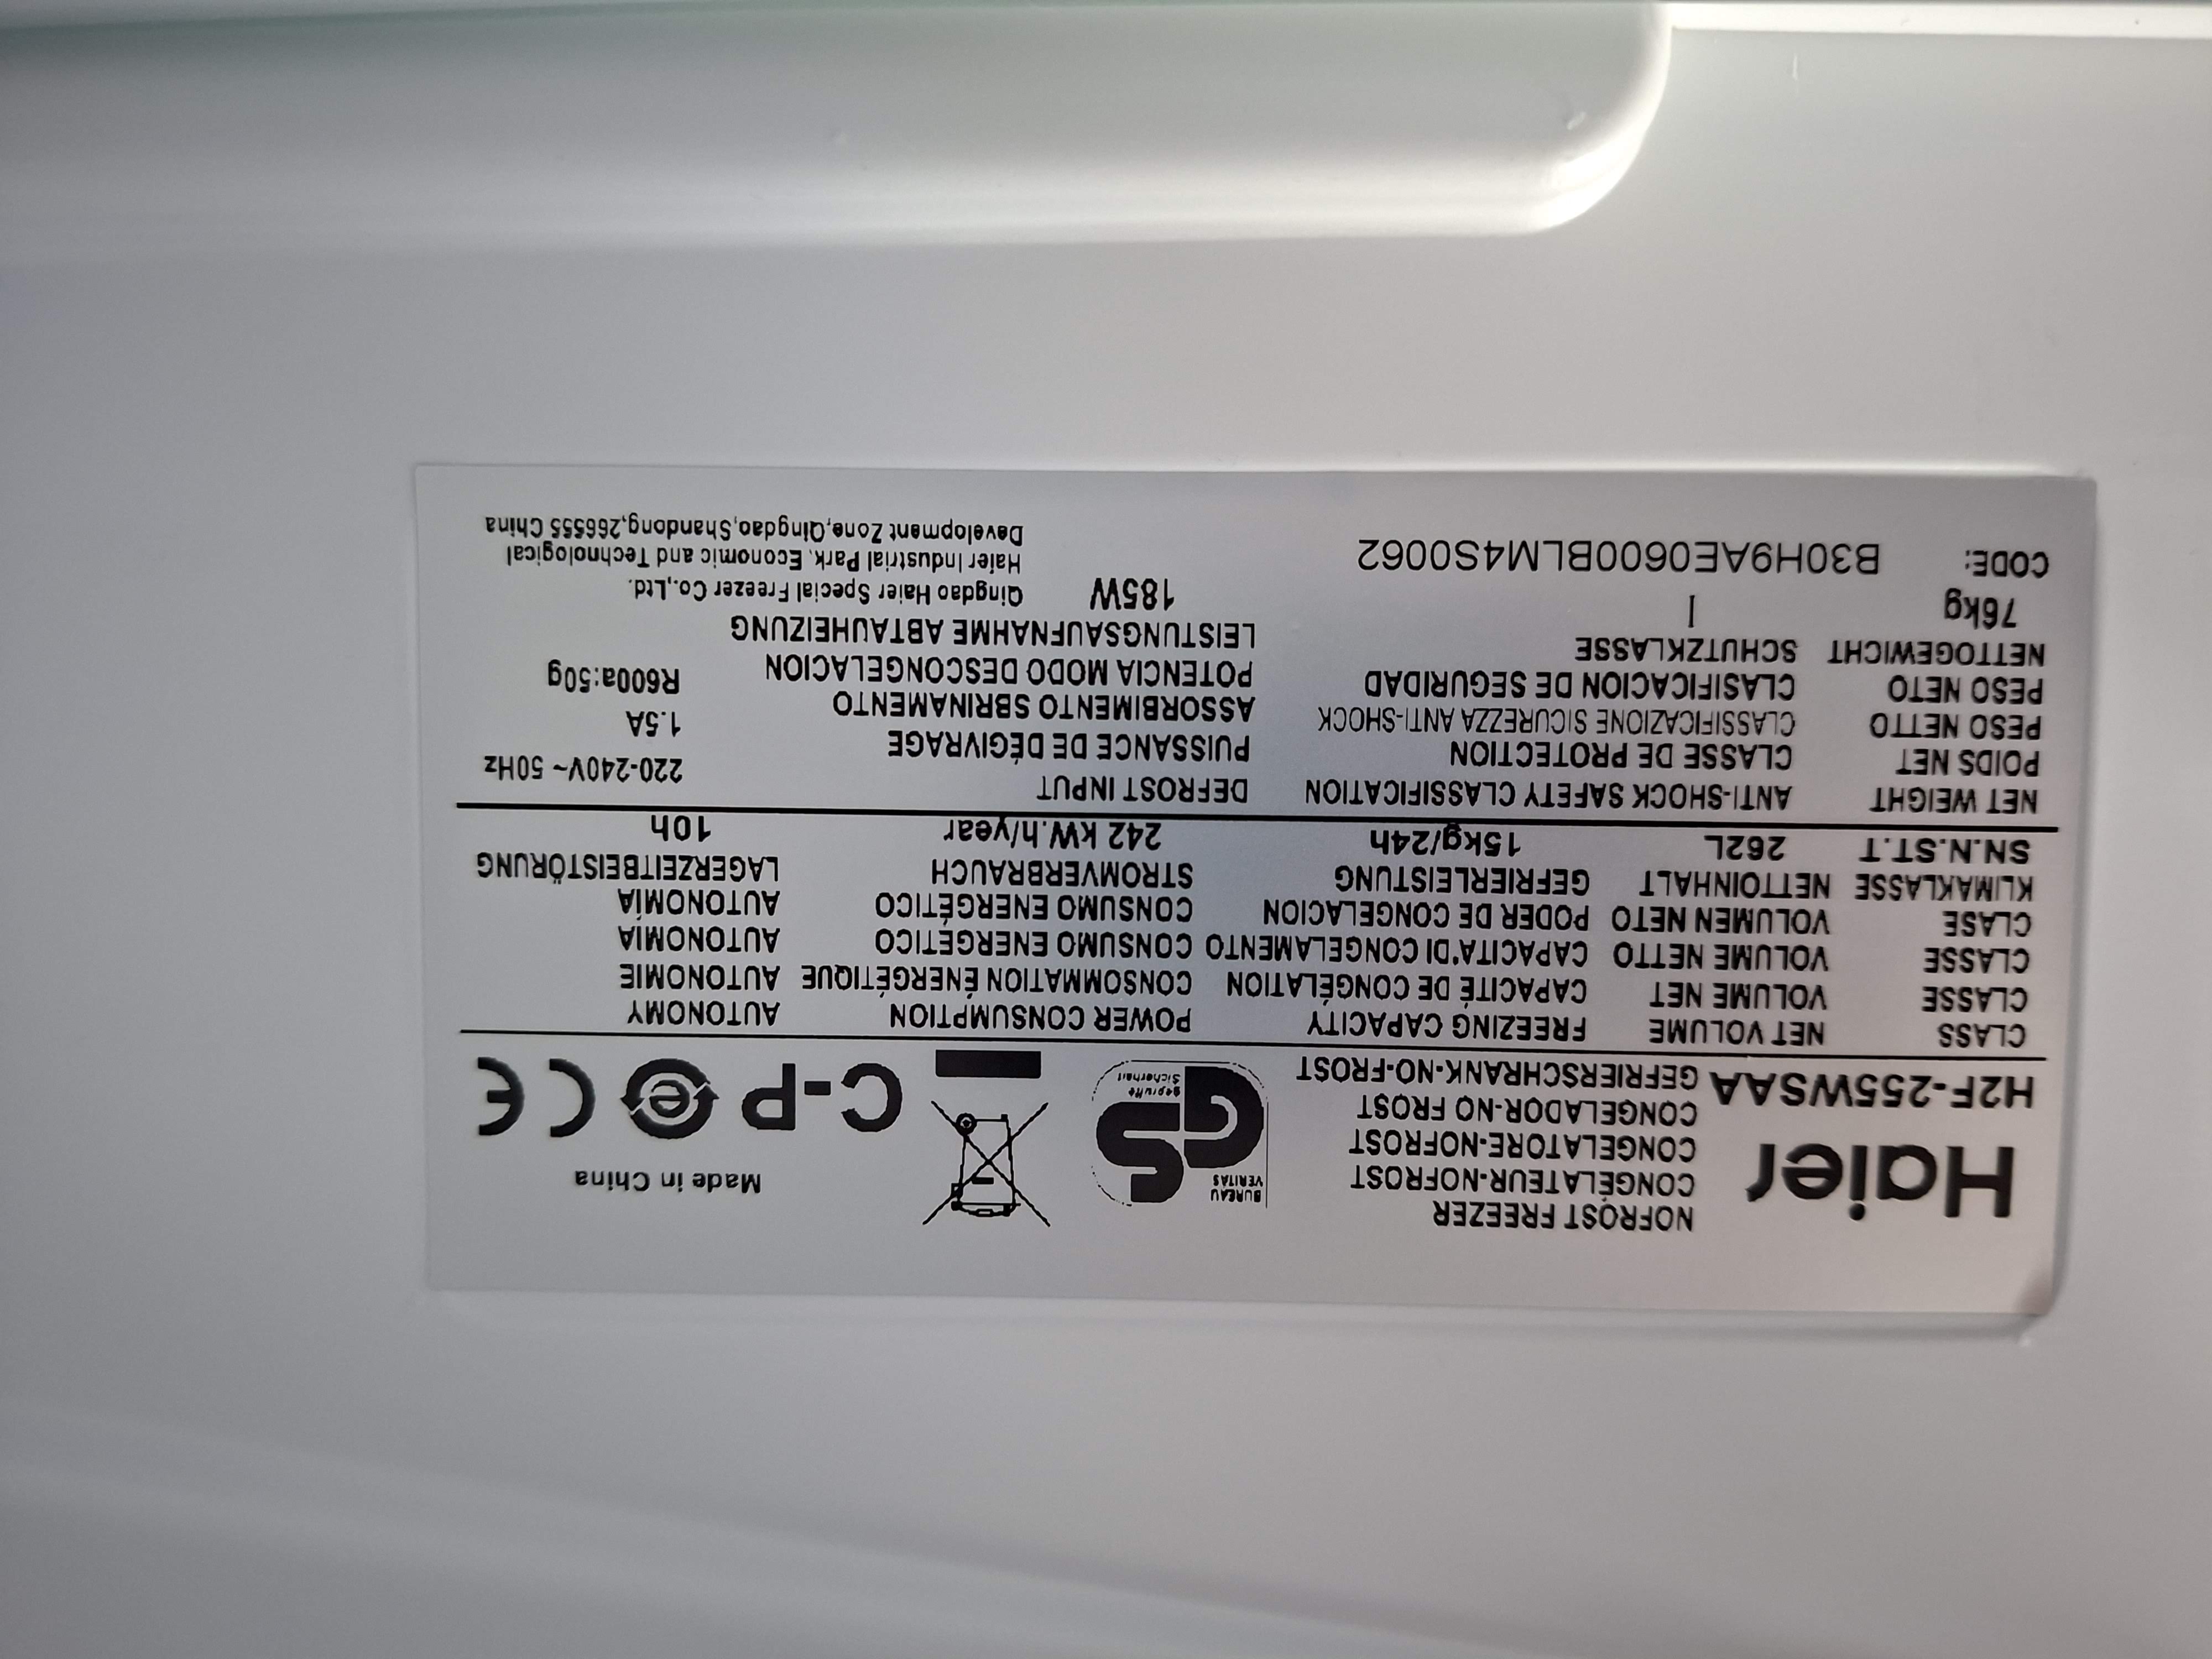 Haier
H2F-255WSAA
NOFROST FREEZER
CONGÉLATEUR-NOFROST
CONGELATORE-NOFROST
CONGELADOR-NO FROST
GEFRIERSCHRANK-NO-FROST
BUREAU
VERITAS
GS
geprüfte
Sicherheit
Made in China
C-P e CE
CLASS NET VOLUME FREEZING CAPACITY POWER CONSUMPTION AUTONOMY
CLASSE VOLUME NET CAPACITÉ DE CONGÉLATION CONSOMMATION ÉNERGÉTIQUE AUTONOMIE
CLASSE VOLUME NETTO CAPACITA'DI CONGELAMENTO CONSUMO ENERGÉTICO AUTONOMIA
CLASE VOLUMEN NETO PODER DE CONGELACION CONSUMO ENERGÉTICO AUTONOMÍA
KLIMAKLASSE NETTOINHALT GEFRIERLEISTUNG STROMVERBRAUCH LAGERZEITBEISTÖRUNG
SN.N.ST.T 262L 15kg/24h 242 kW.h/year 10h
NET WEIGHT ANTI-SHOCK SAFETY CLASSIFICATION DEFROST INPUT 220-240V~ 50Hz
POIDS NET CLASSE DE PROTECTION PUISSANCE DE DÉGIVRAGE 1.5A
PESO NETTO CLASSIFICAZIONE SICUREZZA ANTI-SHOCK ASSORBIMENTO SBRINAMENTO R600a:50g
PESO NETO CLASIFICACION DE SEGURIDAD POTENCIA MODO DESCONGELACION
NETTOGEWICHT SCHUTZKLASSE LEISTUNGSAUFNAHME ABTAUHEIZUNG
76kg I 185W
CODE: B30H9AE0600BLM4S0062
Qingdao Haier Special Freezer Co.,Ltd.
Haier Industrial Park, Economic and Technological
Development Zone,Qingdao,Shandong,266555 China